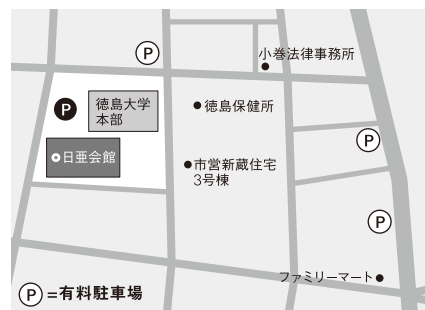 Ⓟ
小巻法律事務所
Ⓟ
徳島大学
本部
徳島保健所
Ⓟ
日亜会館
市営新蔵住宅
3号棟
Ⓟ
ファミリーマート
Ⓟ=有料駐車場